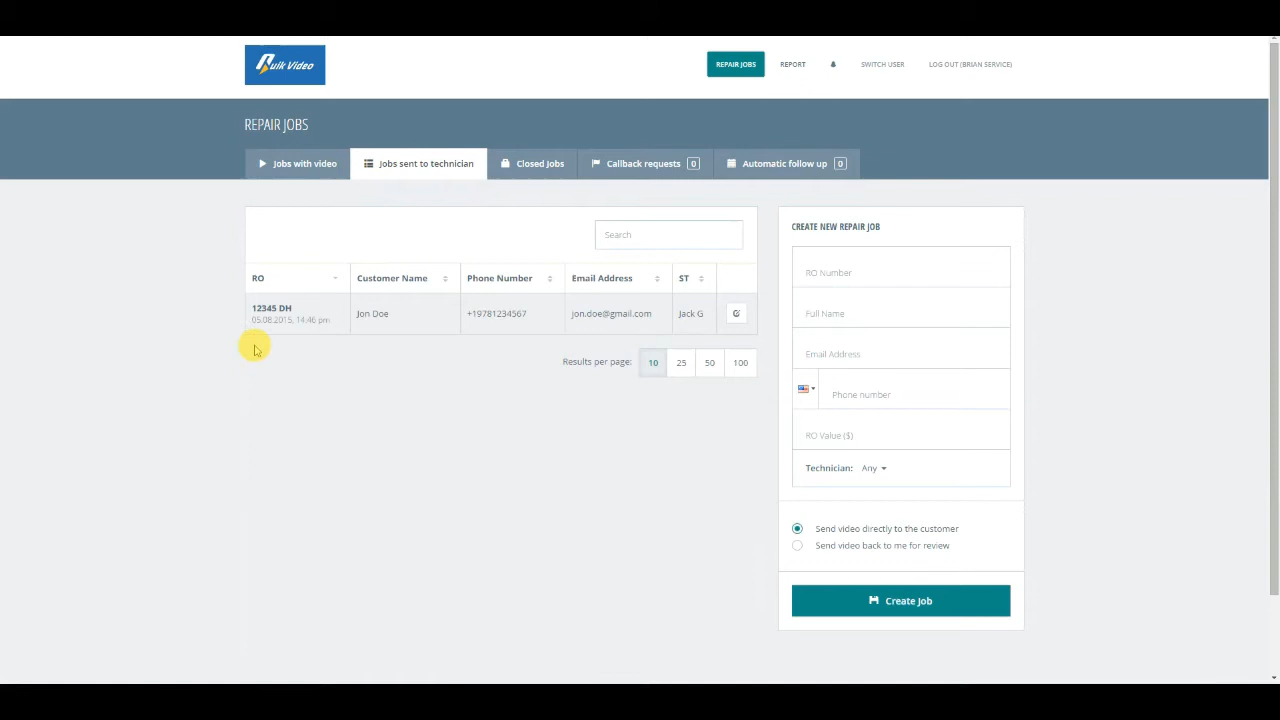 Rulk Video
REPAIR JOBS
REPORT
SWITCH USER
LOG OUT (BRIAN SERVICE)
REPAIR JOBS
Jobs with video
Jobs sent to technician
Closed Jobs
Callback requests 0
Automatic follow up 0
Search
RO
Customer Name
Phone Number
Email Address
ST
12345 DH
05.08.2015, 14:46 pm
Jon Doe
+19781234567
jon.doe@gmail.com
Jack G
Results per page:
10
25
50
100
CREATE NEW REPAIR JOB
RO Number
Full Name
Email Address
Phone number
RO Value ($)
Technician: Any
Send video directly to the customer
Send video back to me for review
Create Job